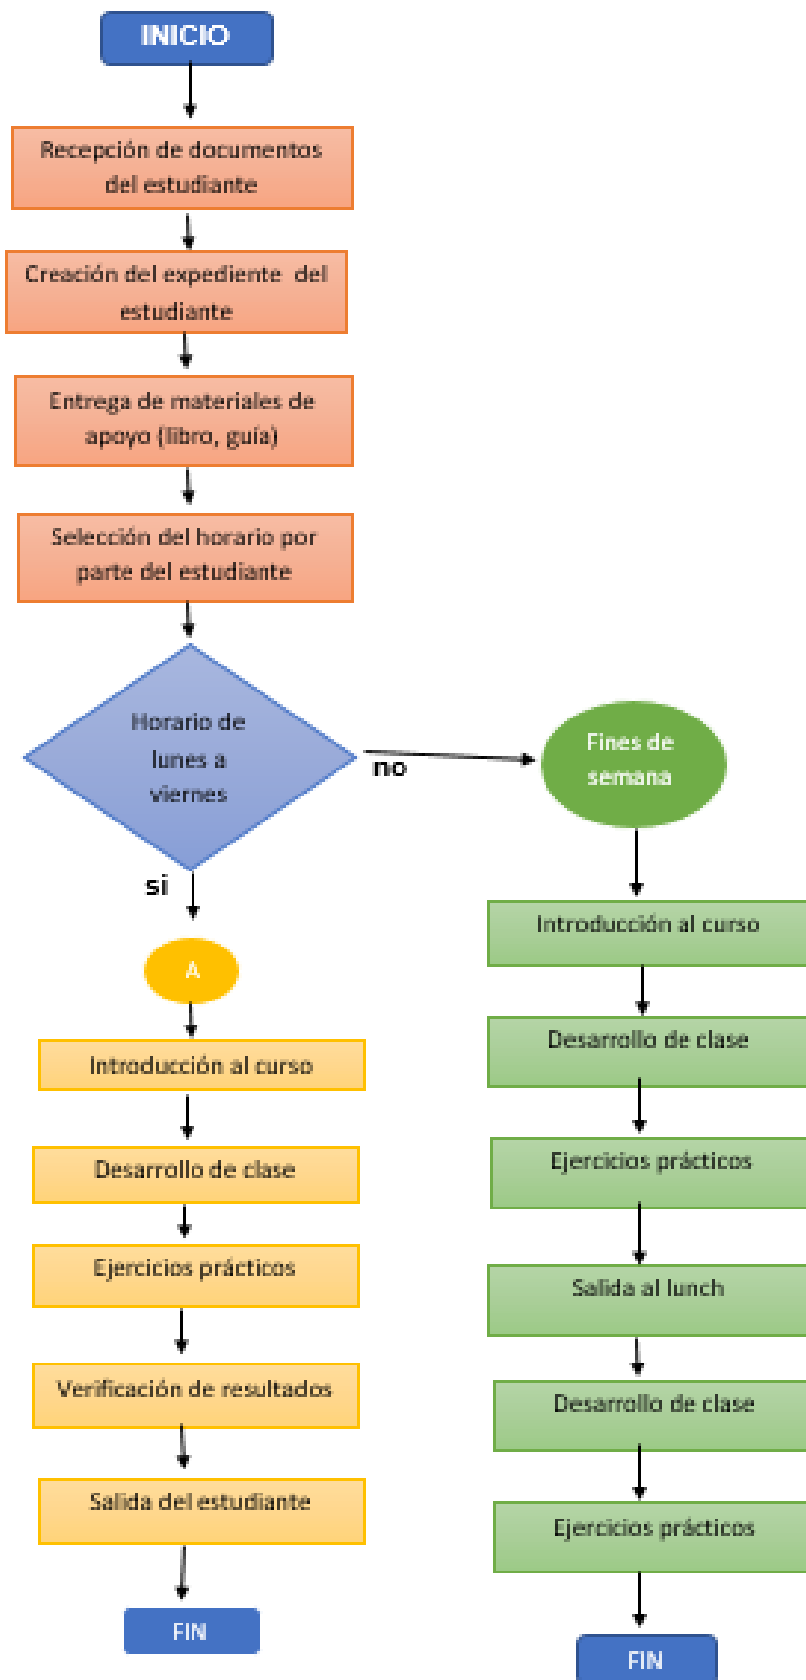 INICIO
Recepción de documentos
del estudiante
Creación del expediente del
estudiante
Entrega de materiales de
apoyo (libro, guía)
Selección del horario por
parte del estudiante
Horario de
lunes a
viernes
no
Fines de
semana
si
A
Introducción al curso
Desarrollo de clase
Ejercicios prácticos
Verificación de resultados
Salida del estudiante
FIN
Introducción al curso
Desarrollo de clase
Ejercicios prácticos
Salida al lunch
Desarrollo de clase
Ejercicios prácticos
FIN